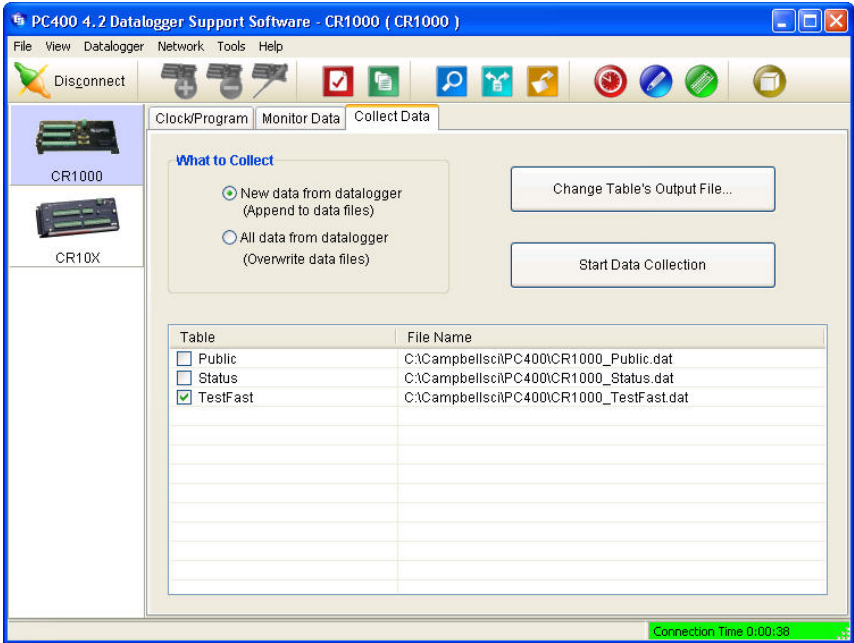 PC400 4.2 Datalogger Support Software - CR1000 ( CR1000 )
File View Datalogger Network Tools Help
Disconnect
Clock/Program Monitor Data Collect Data
CR1000
CR10X
What to Collect
New data from datalogger
(Append to data files)
All data from datalogger
(Overwrite data files)
Change Table's Output File...
Start Data Collection
Table File Name
Public C:\Campbellsci\PC400\CR1000_Public.dat
Status C:\Campbellsci\PC400\CR1000_Status.dat
TestFast C:\Campbellsci\PC400\CR1000_TestFast.dat
Connection Time 0:00:38